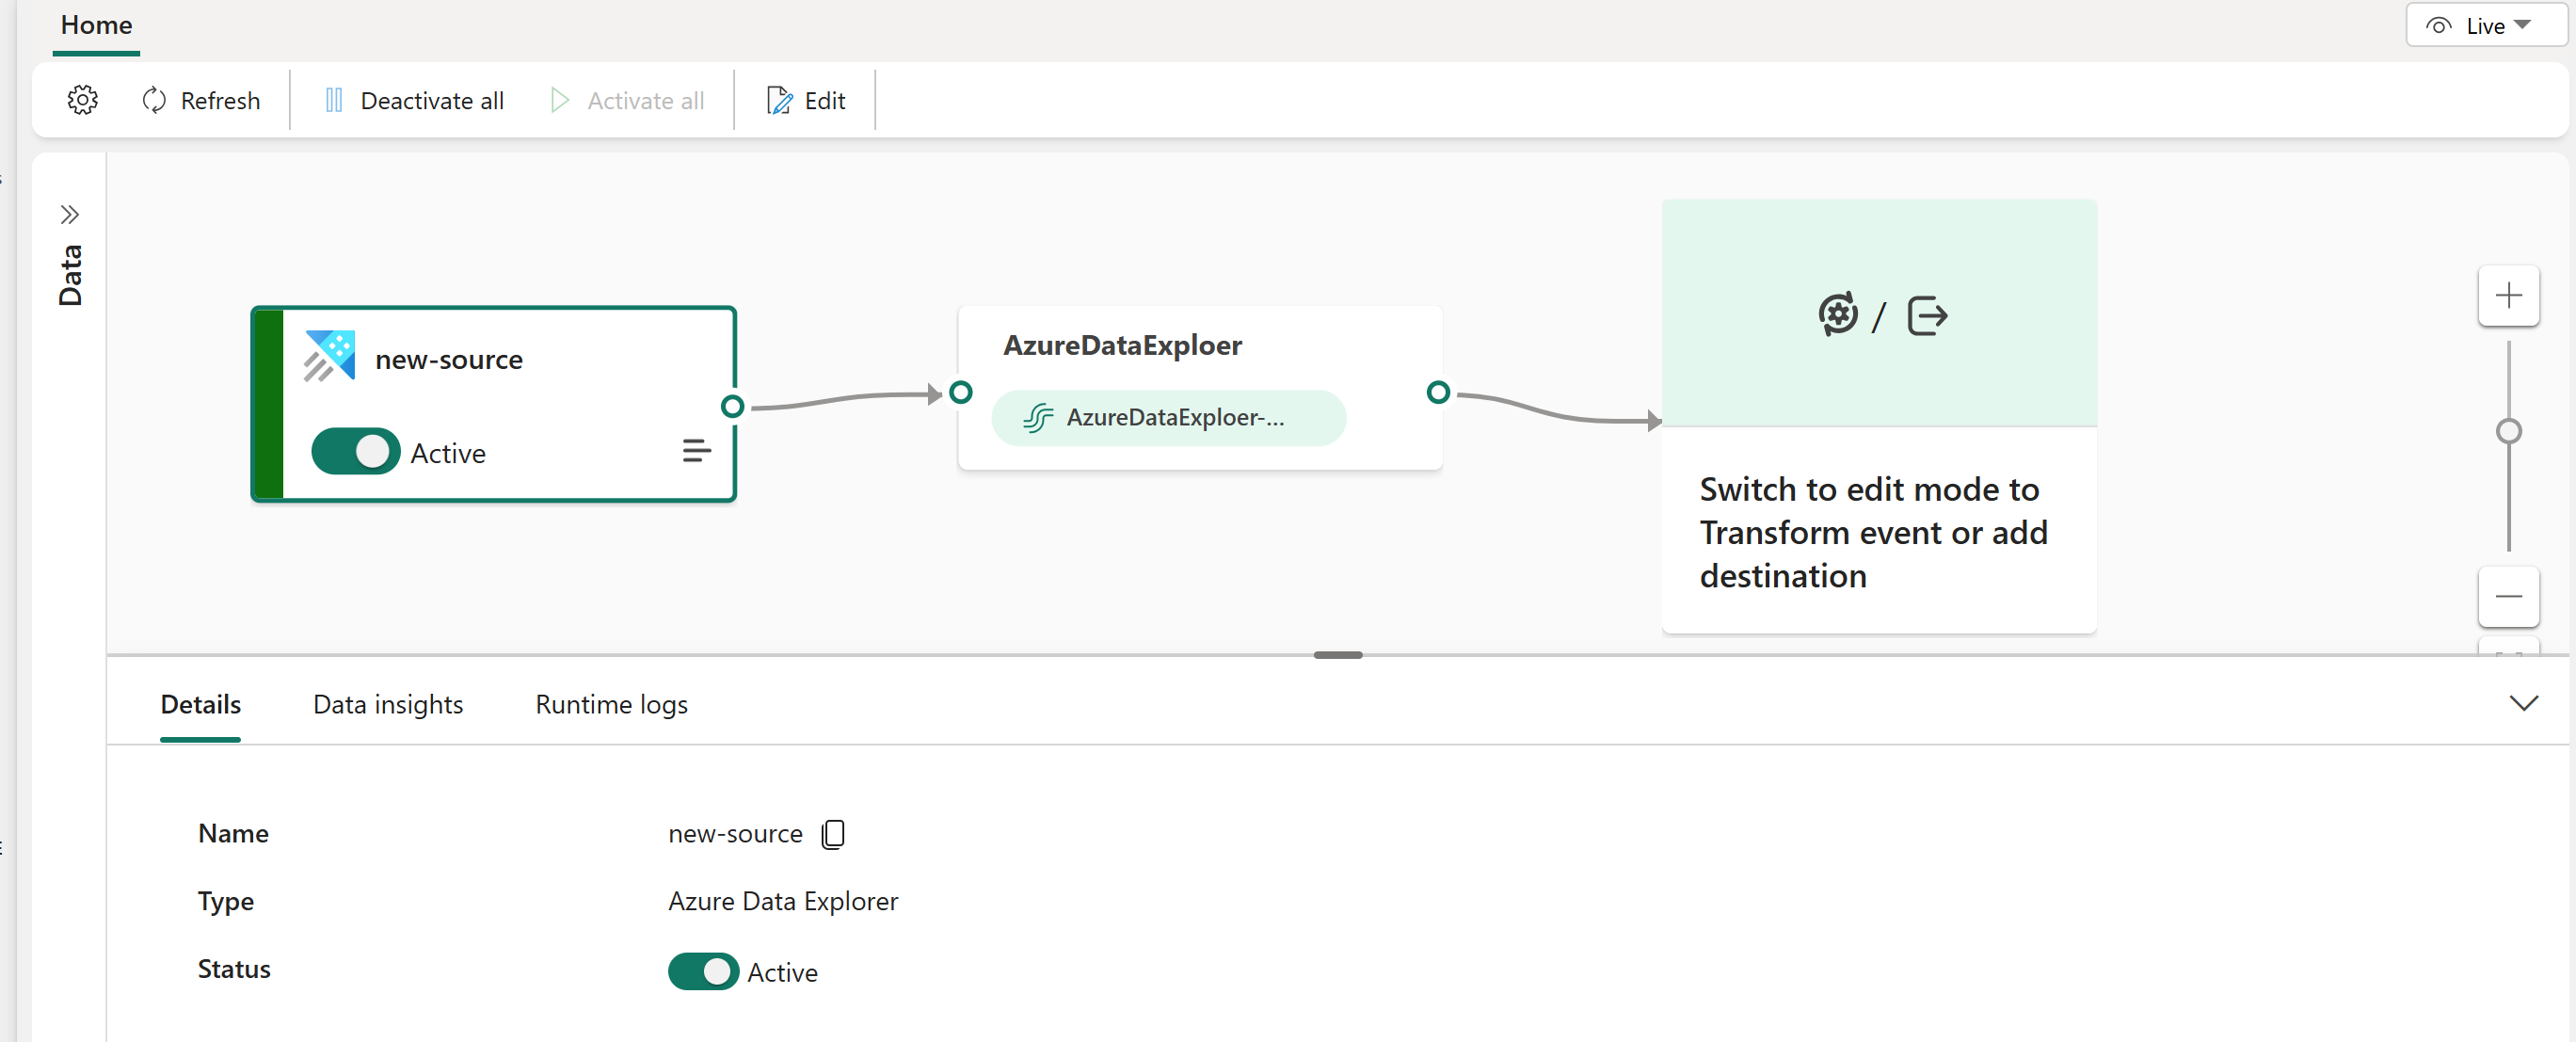 Home
Live
Refresh
Deactivate all
Activate all
Edit
Data
new-source
Active
AzureDataExploer
AzureDataExploer-...
/
Switch to edit mode to
Transform event or add
destination
Details
Data insights
Runtime logs
Name
new-source
Type
Azure Data Explorer
Status
Active